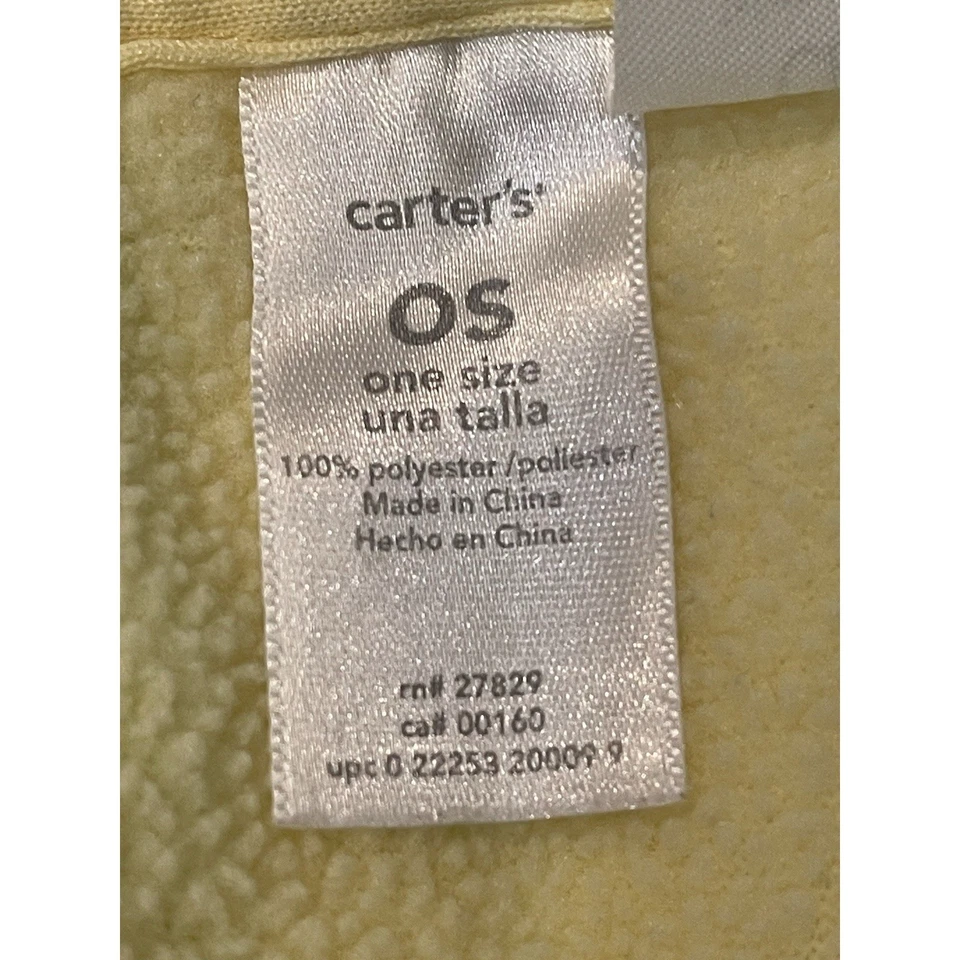 carter's®
OS
one size
una talla
100% polyester /poliester
Made in China
Hecho en China
rn# 27829
ca# 00160
upc 0 22253 20009 9